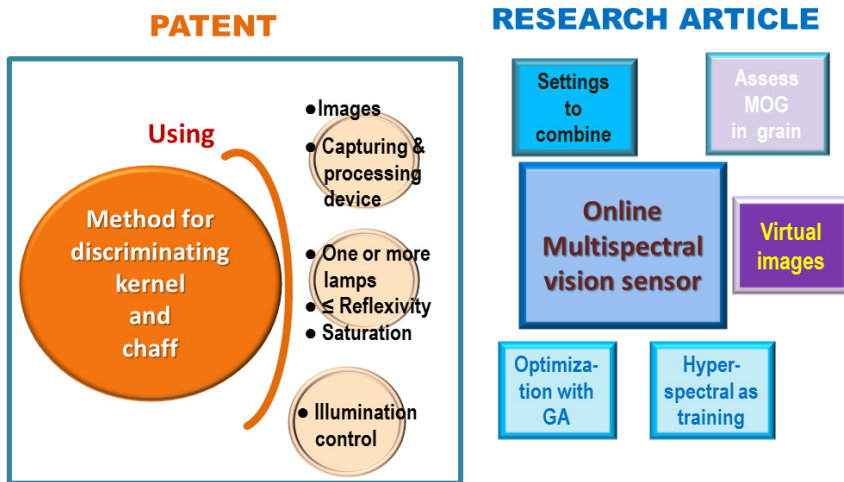 PATENT
Using
Method for
discriminating
kernel
and
chaff
●Images
● Capturing &
processing
device
● One or more
lamps
● ≤ Reflexivity
● Saturation
● Illumination
control
RESEARCH ARTICLE
Settings
to
combine
Assess
MOG
in grain
Online
Multispectral
vision sensor
Virtual
images
Optimiza-
tion with
GA
Hyper-
spectral as
training